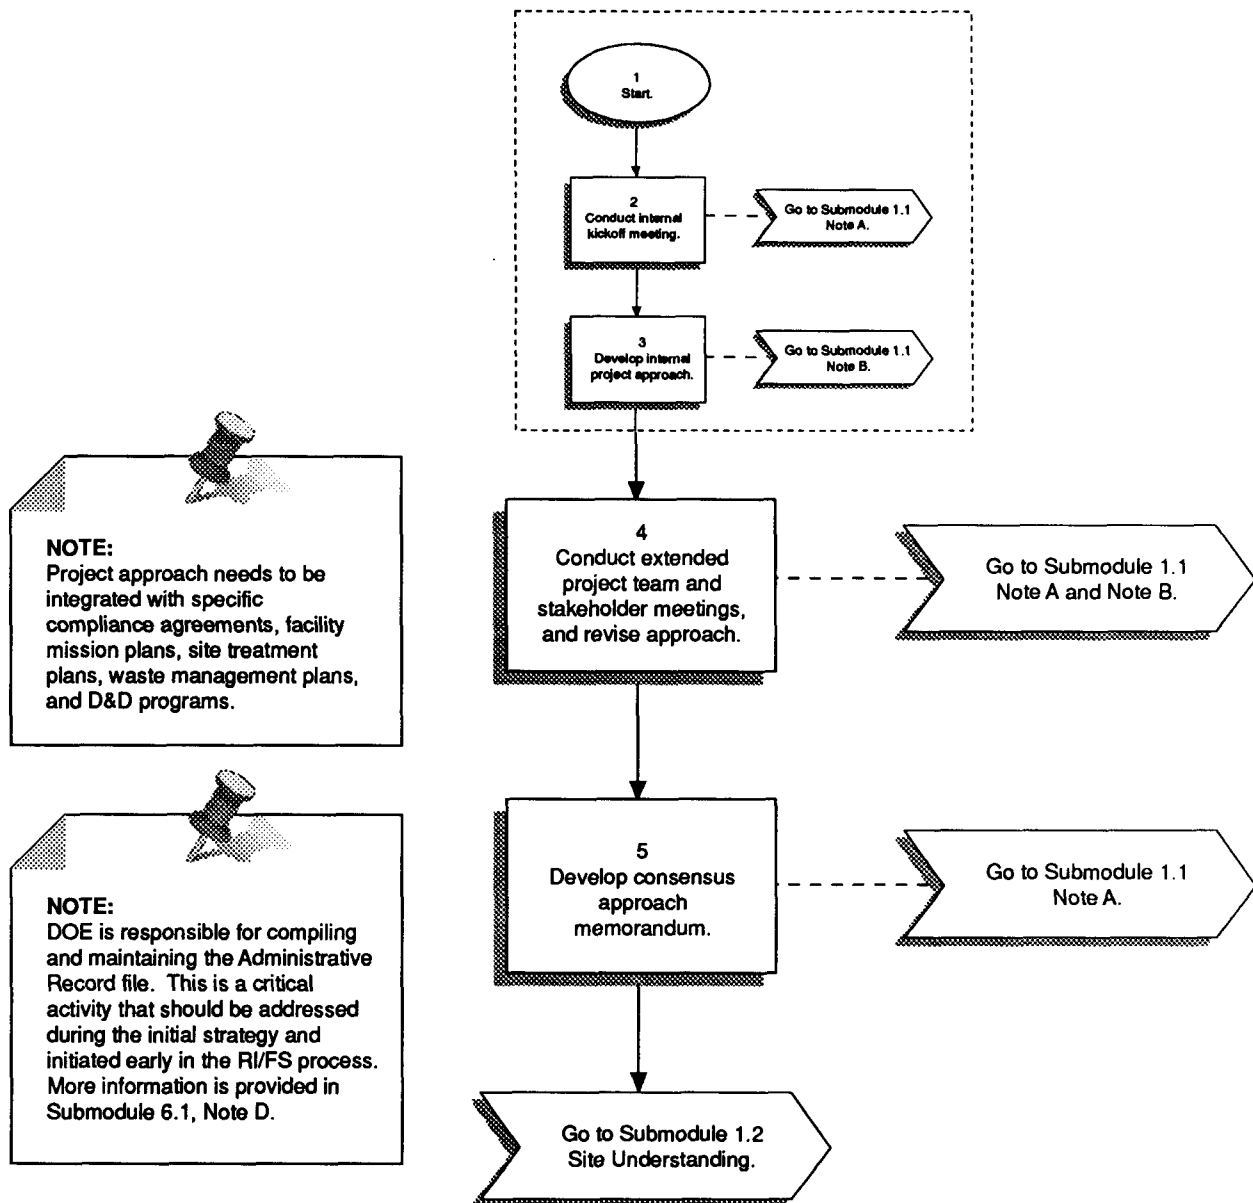 1
Start.
2
Conduct internal
kickoff meeting.
Go to Submodule 1.1
Note A.
3
Develop internal
project approach.
Go to Submodule 1.1
Note B.
NOTE:
Project approach needs to be
integrated with specific
compliance agreements, facility
mission plans, site treatment
plans, waste management plans,
and D&D programs.
4
Conduct extended
project team and
stakeholder meetings,
and revise approach.
Go to Submodule 1.1
Note A and Note B.
NOTE:
DOE is responsible for compiling
and maintaining the Administrative
Record file. This is a critical
activity that should be addressed
during the initial strategy and
initiated early in the RI/FS process.
More information is provided in
Submodule 6.1, Note D.
5
Develop consensus
approach
memorandum.
Go to Submodule 1.1
Note A.
Go to Submodule 1.2
Site Understanding.